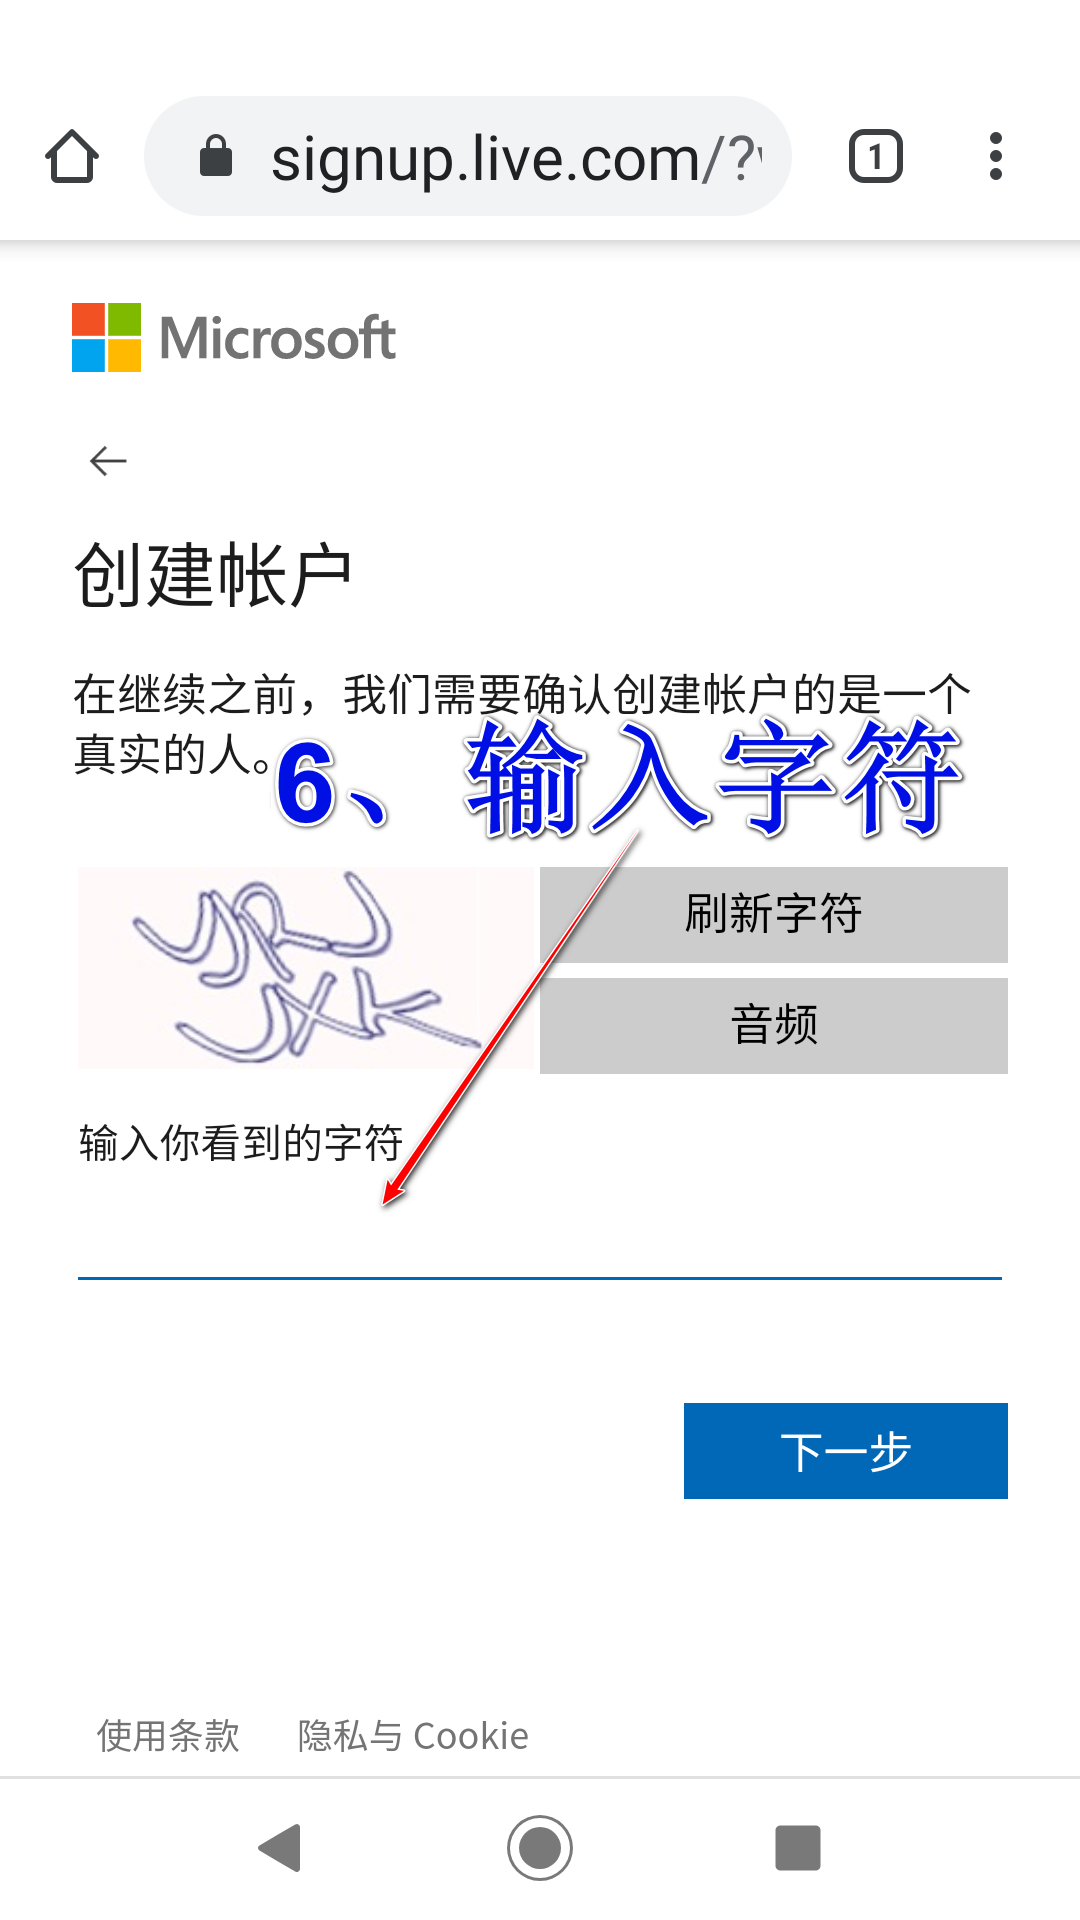 signup.live.com/?
1
Microsoft
创建帐户
在继续之前，我们需要确认创建帐户的是一个
真实的人。
6、输入字符
刷新字符
音频
输入你看到的字符
下一步
使用条款 隐私与 Cookie